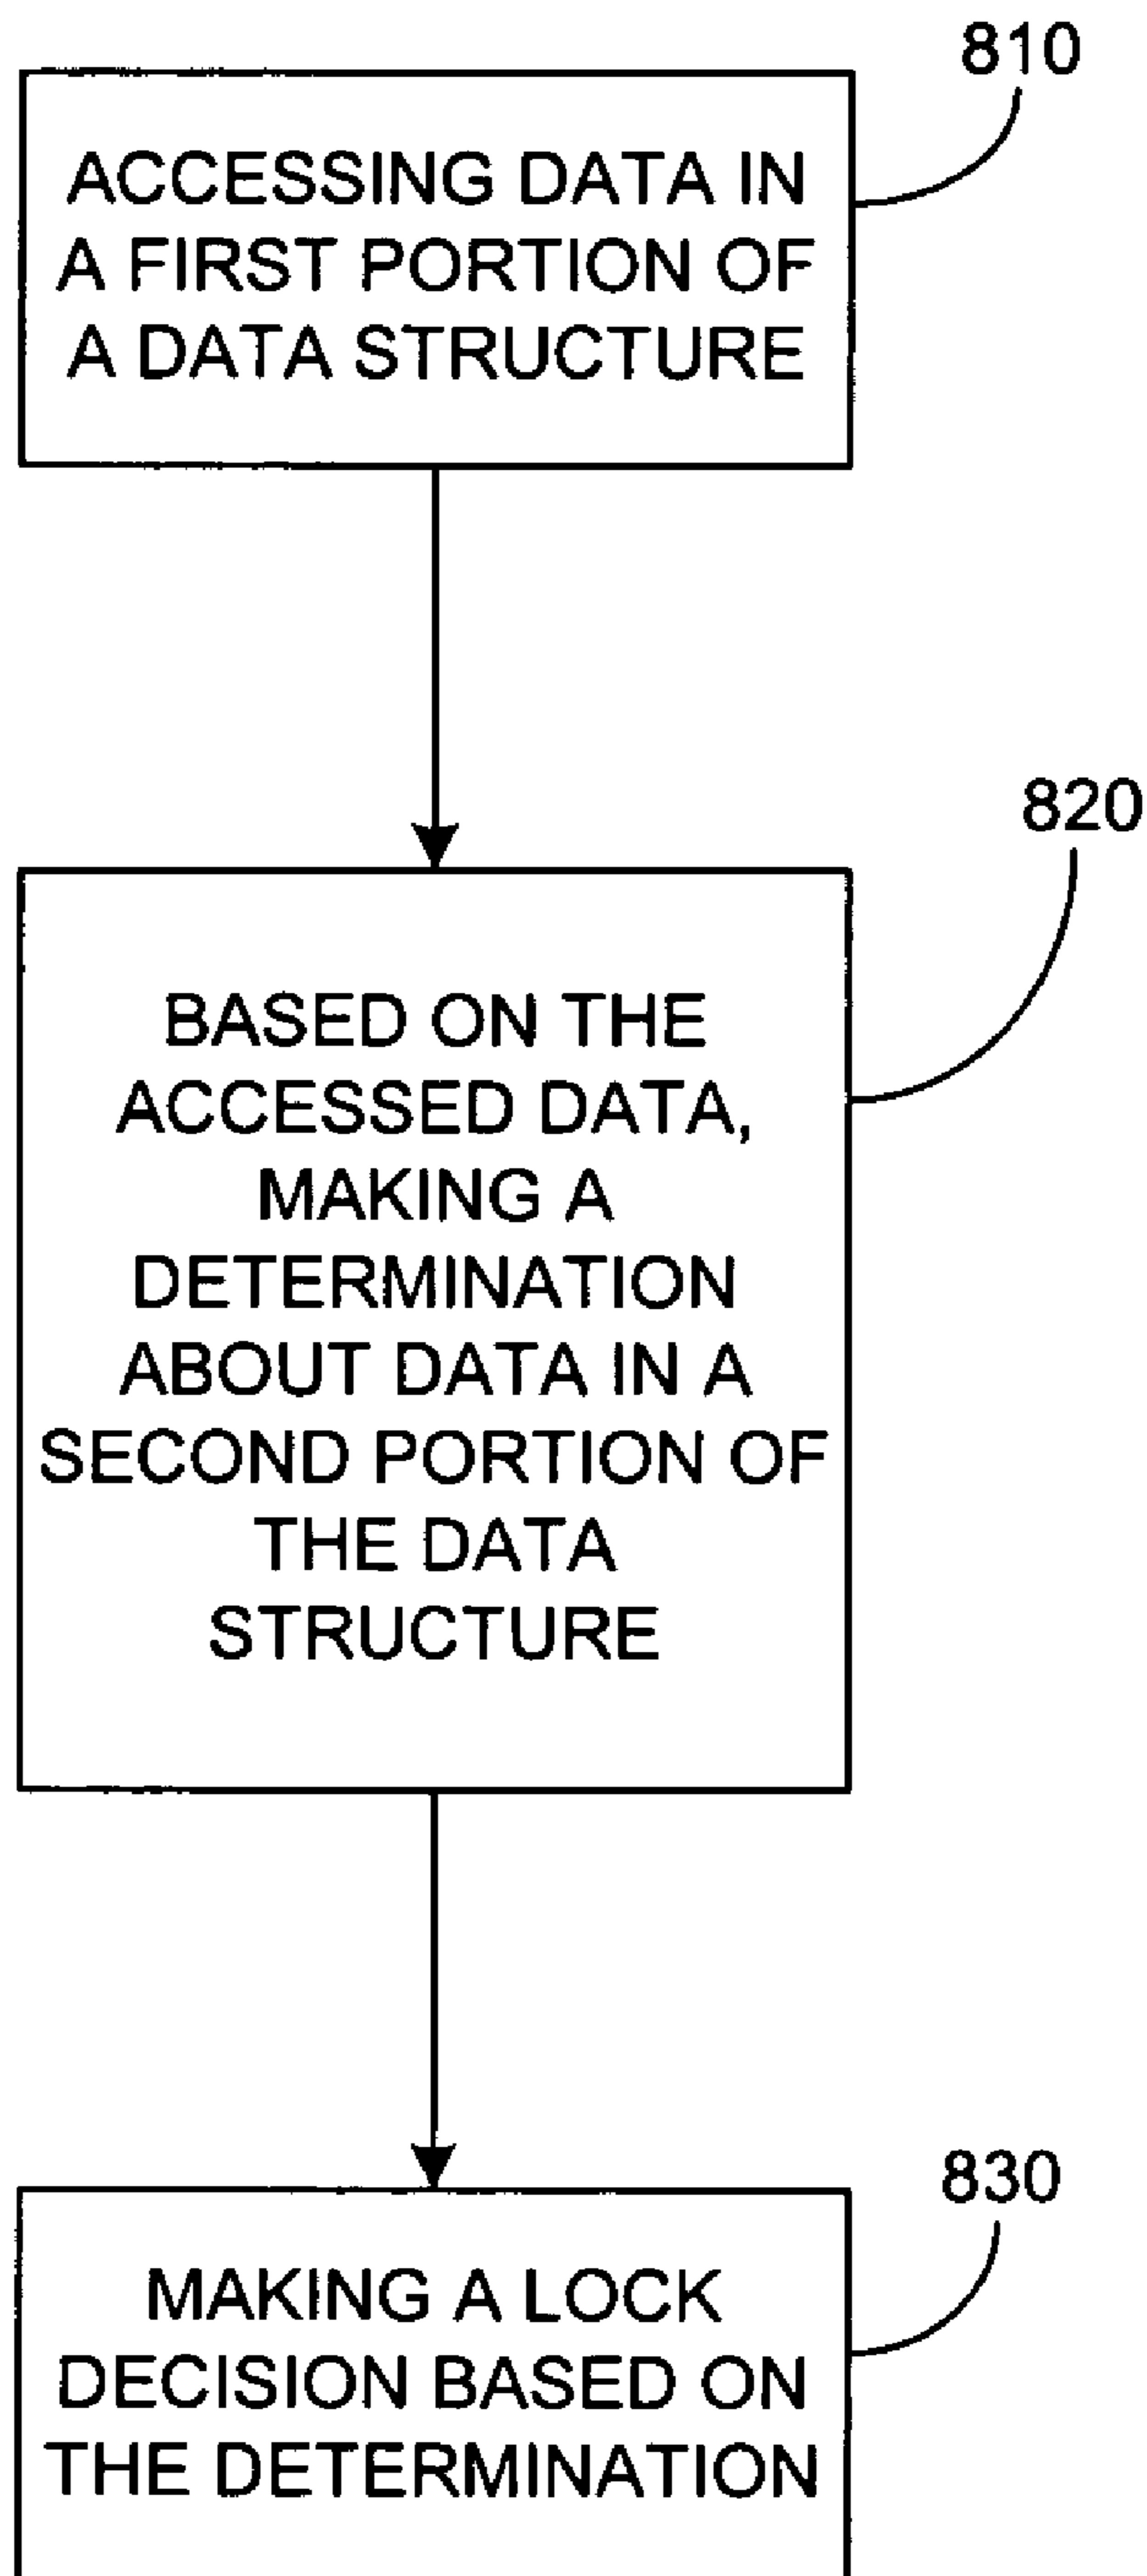 810
ACCESSING DATA IN
A FIRST PORTION OF
A DATA STRUCTURE
820
BASED ON THE
ACCESSED DATA,
MAKING A
DETERMINATION
ABOUT DATA IN A
SECOND PORTION OF
THE DATA
STRUCTURE
830
MAKING A LOCK
DECISION BASED ON
THE DETERMINATION